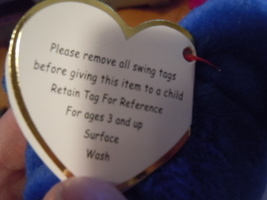 Please remove all swing tags
before giving this item to a child
Retain Tag For Reference
For ages 3 and up
Surface
Wash